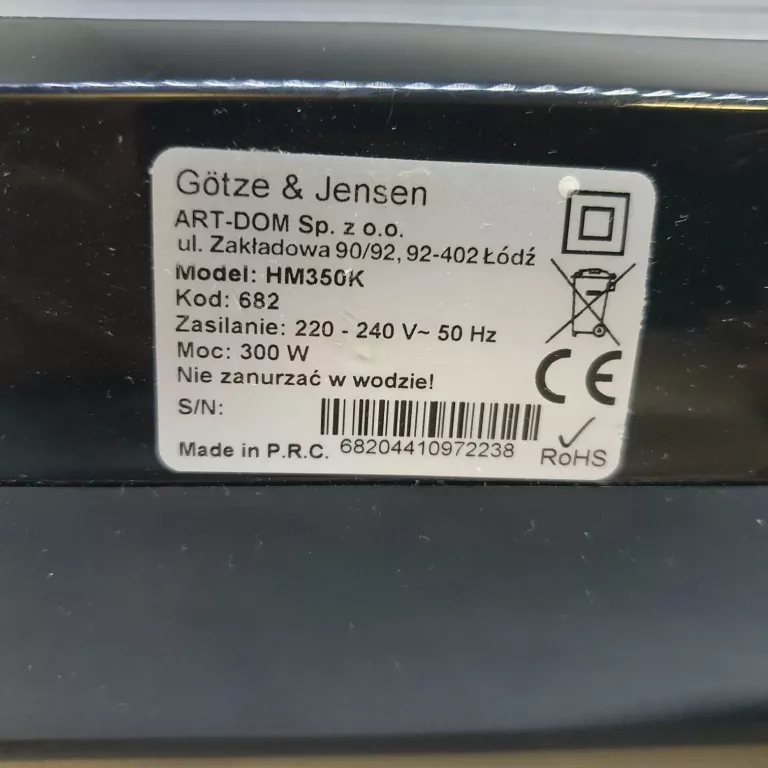 Götze & Jensen
ART-DOM Sp. z o.o.
ul. Zakładowa 90/92, 92-402 Łódź
Model: HM350K
Kod: 682
Zasilanie: 220 - 240 V~ 50 Hz
Moc: 300 W
Nie zanurzać w wodzie!
CE
S/N:
68204410972238
Made in P.R.C.
RoHS